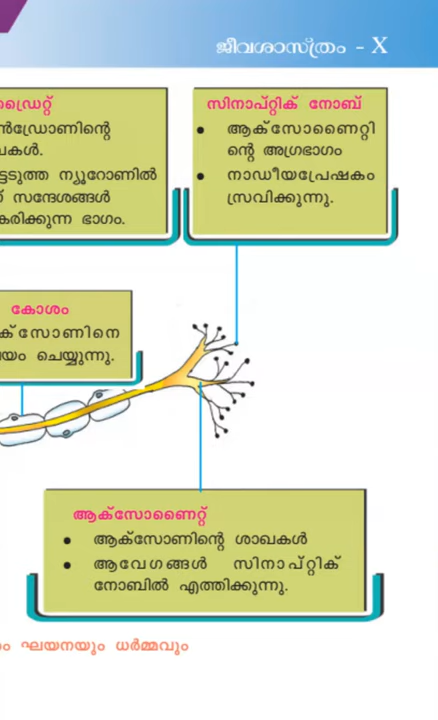 ജീവശാസ്ത്രം - X
ഡ്രൈറ്റ്
ൻഡ്രോണിന്റെ
ഖകൾ.
ട്ടടുത്ത ന്യൂറോണിൽ
സന്ദേശങ്ങൾ
കരിക്കുന്ന ഭാഗം.
സിനാപ്റ്റിക് നോബ്
• ആക്സോണൈറ്റി
ന്റെ അഗ്രഭാഗം
• നാഡീയപ്രേഷകം
സ്രവിക്കുന്നു.
കോശം
ക്സോണിനെ
യം ചെയ്യുന്നു.
ആക്സോണൈറ്റ്
• ആക്സോണിന്റെ ശാഖകൾ
• ആവേഗങ്ങൾ സിനാപ്റ്റിക്
നോബിൽ എത്തിക്കുന്നു.
ഘയനയും ധർമ്മവും